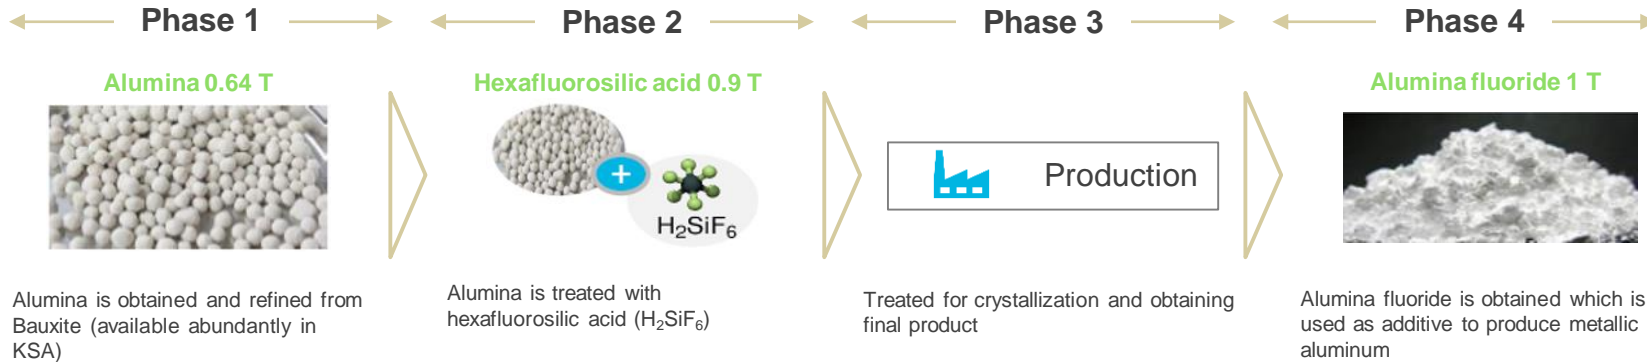 Phase 1
Phase 2
Phase 3
Phase 4
Alumina 0.64 T
Hexafluorosilic acid 0.9 T
Alumina fluoride 1 T
H₂SiF₆
Production
Alumina is obtained and refined from
Bauxite (available abundantly in
KSA)
Alumina is treated with
hexafluorosilic acid (H₂SiF₆)
Treated for crystallization and obtaining
final product
Alumina fluoride is obtained which is
used as additive to produce metallic
aluminum